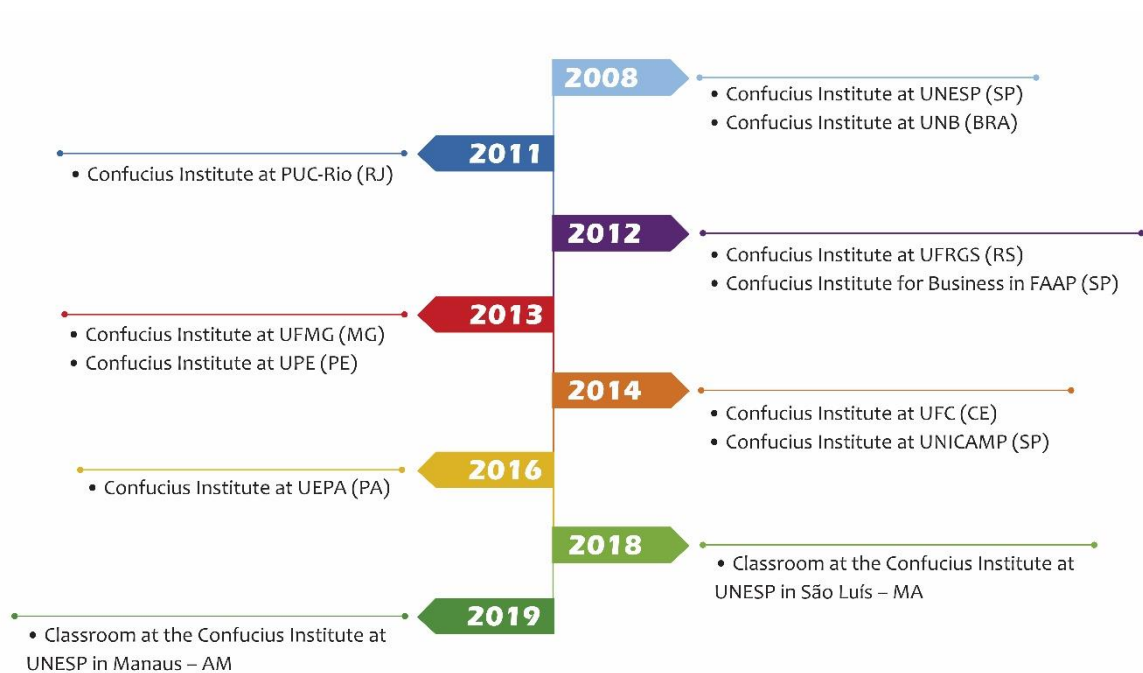 2008
• Confucius Institute at UNESP (SP)
• Confucius Institute at UNB (BRA)
2011
• Confucius Institute at PUC-Rio (RJ)
2012
• Confucius Institute at UFRGS (RS)
• Confucius Institute for Business in FAAP (SP)
2013
• Confucius Institute at UFMG (MG)
• Confucius Institute at UPE (PE)
2014
• Confucius Institute at UFC (CE)
• Confucius Institute at UNICAMP (SP)
2016
• Confucius Institute at UEPA (PA)
2018
• Classroom at the Confucius Institute at
UNESP in São Luís – MA
2019
• Classroom at the Confucius Institute at
UNESP in Manaus – AM